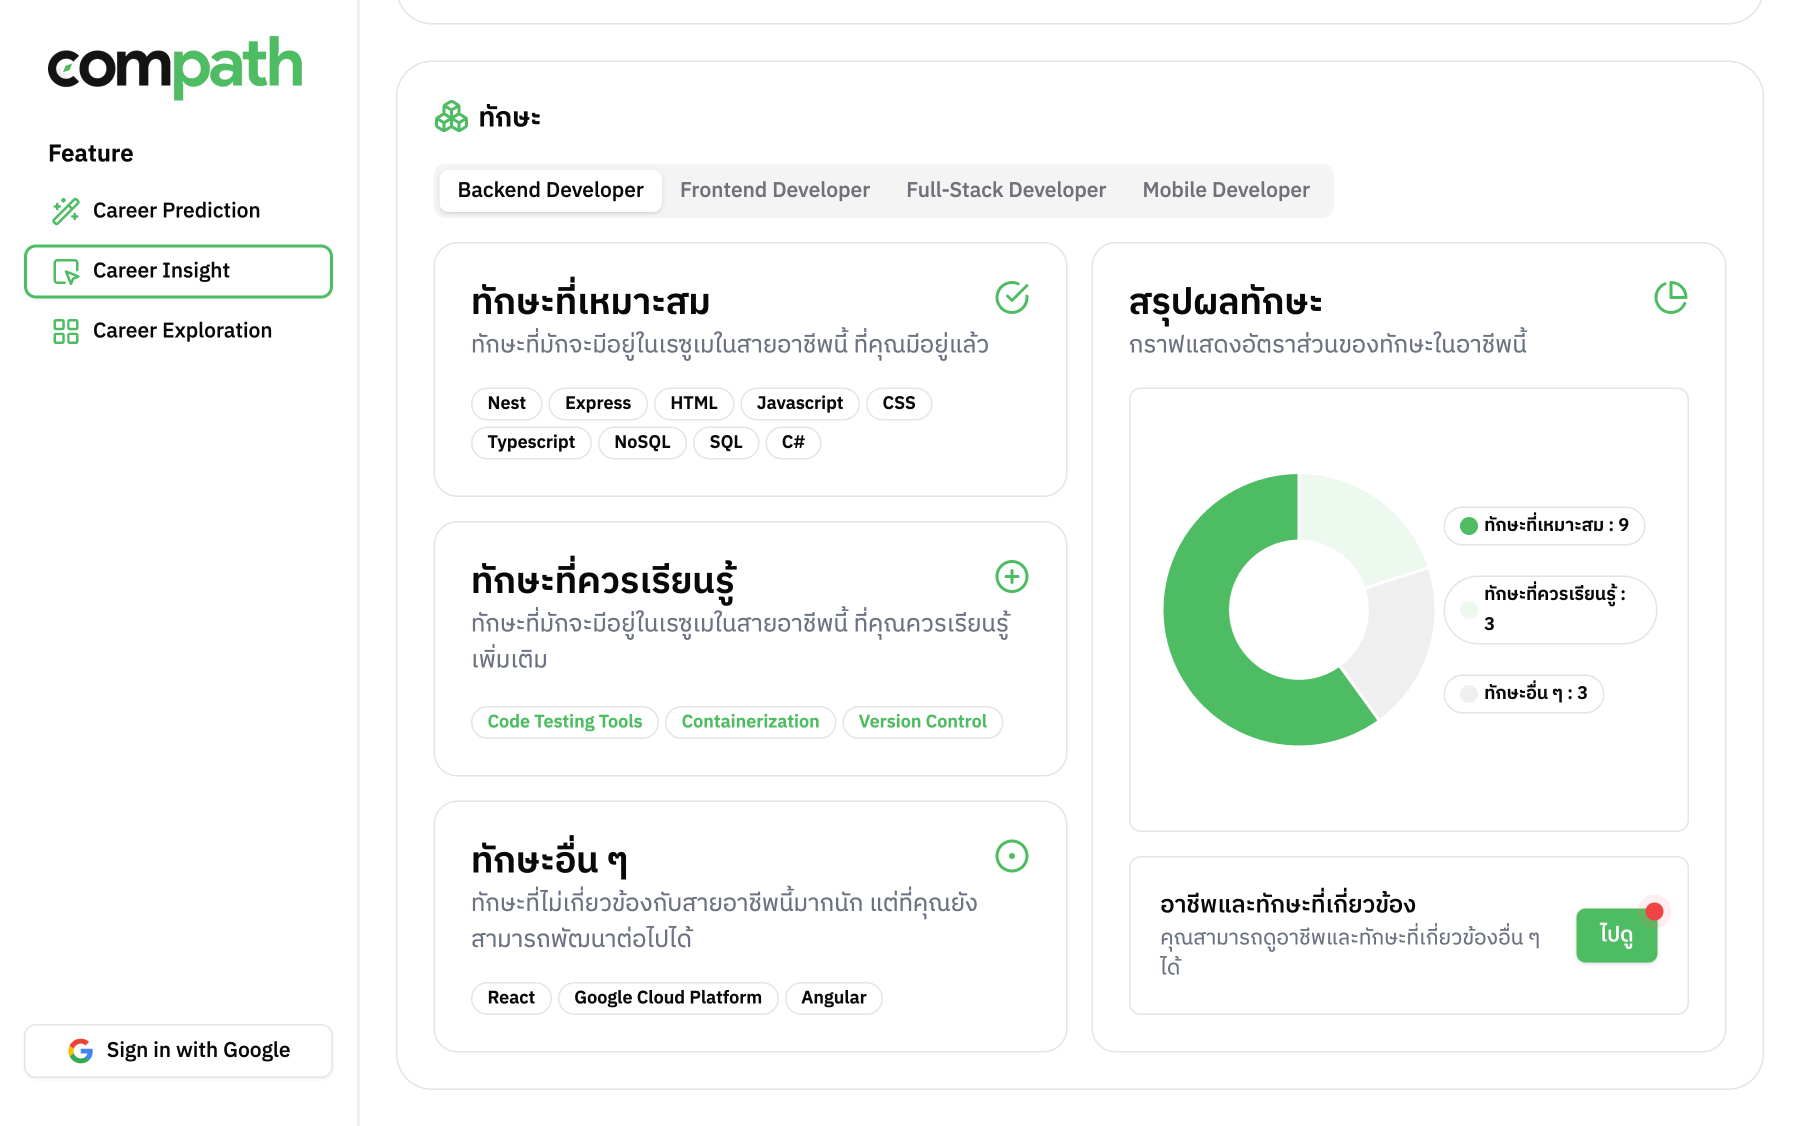 compath
Feature
Career Prediction
Career Insight
Career Exploration
Sign in with Google
ทักษะ
Backend Developer Frontend Developer Full-Stack Developer Mobile Developer
ทักษะที่เหมาะสม
ทักษะที่มักจะมีอยู่ในเรซูเมในสายอาชีพนี้ ที่คุณมีอยู่แล้ว
Nest Express HTML Javascript CSS
Typescript NoSQL SQL C#
ทักษะที่ควรเรียนรู้
ทักษะที่มักจะมีอยู่ในเรซูเมในสายอาชีพนี้ ที่คุณควรเรียนรู้
เพิ่มเติม
Code Testing Tools Containerization Version Control
ทักษะอื่น ๆ
ทักษะที่ไม่เกี่ยวข้องกับสายอาชีพนี้มากนัก แต่ที่คุณยัง
สามารถพัฒนาต่อไปได้
React Google Cloud Platform Angular
สรุปผลทักษะ
กราฟแสดงอัตราส่วนของทักษะในอาชีพนี้
ทักษะที่เหมาะสม : 9
ทักษะที่ควรเรียนรู้ :
3
ทักษะอื่น ๆ : 3
อาชีพและทักษะที่เกี่ยวข้อง
คุณสามารถดูอาชีพและทักษะที่เกี่ยวข้องอื่น ๆ
ได้
ไปดู